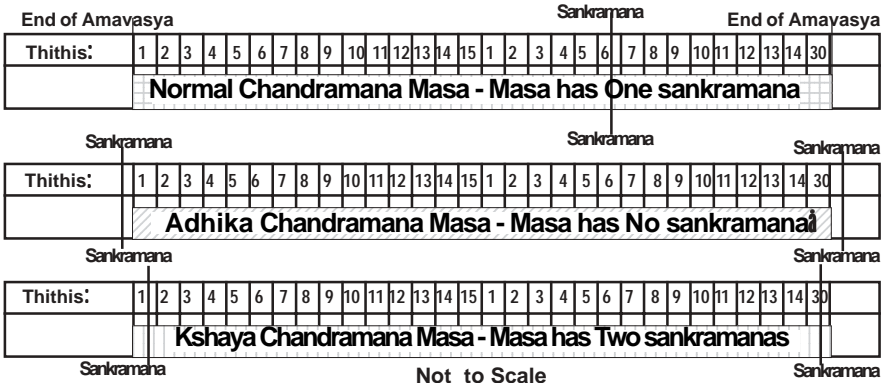 Sankramana
End of Amavasya End of Amavasya
Thithis: 1 2 3 4 5 6 7 8 9 10 11 12 13 14 15 1 2 3 4 5 6 7 8 9 10 11 12 13 14 30
Normal Chandramana Masa - Masa has One sankramana
Sankramana Sankramana Sankramana
Thithis: 1 2 3 4 5 6 7 8 9 10 11 12 13 14 15 1 2 3 4 5 6 7 8 9 10 11 12 13 14 30
Adhika Chandramana Masa - Masa has No sankramana
Sankramana Sankramana
Thithis: 1 2 3 4 5 6 7 8 9 10 11 12 13 14 15 1 2 3 4 5 6 7 8 9 10 11 12 13 14 30
Kshaya Chandramana Masa - Masa has Two sankramanas
Sankramana Not to Scale Sankramana